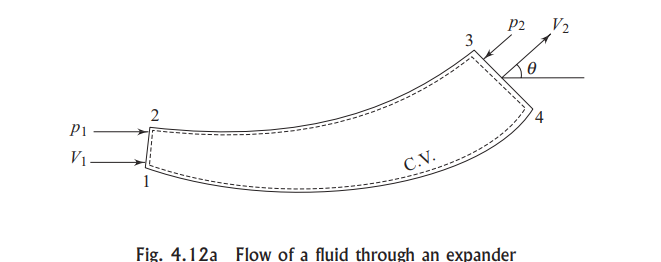 p2 V2
3
θ
2
p1
4
V1
C.V.
1
Fig. 4.12a Flow of a fluid through an expander